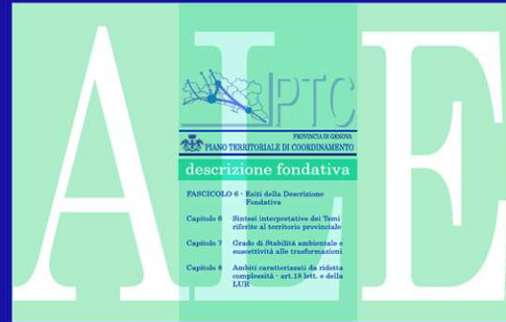 ALE
PTC
PROVINCIA DI GENOVA
PIANO TERRITORIALE DI COORDINAMENTO
descrizione fondativa
FASCICOLO 6 - Esiti della Descrizione
Fondativa
Capitolo 6 Sintesi interpretative dei Temi
riferite al territorio provinciale
Capitolo 7 Grado di Stabilità ambientale e
suscettività alle trasformazioni
Capitolo 8 Ambiti caratterizzati da ridotta
complessità - art.18 lett. e della
LUR